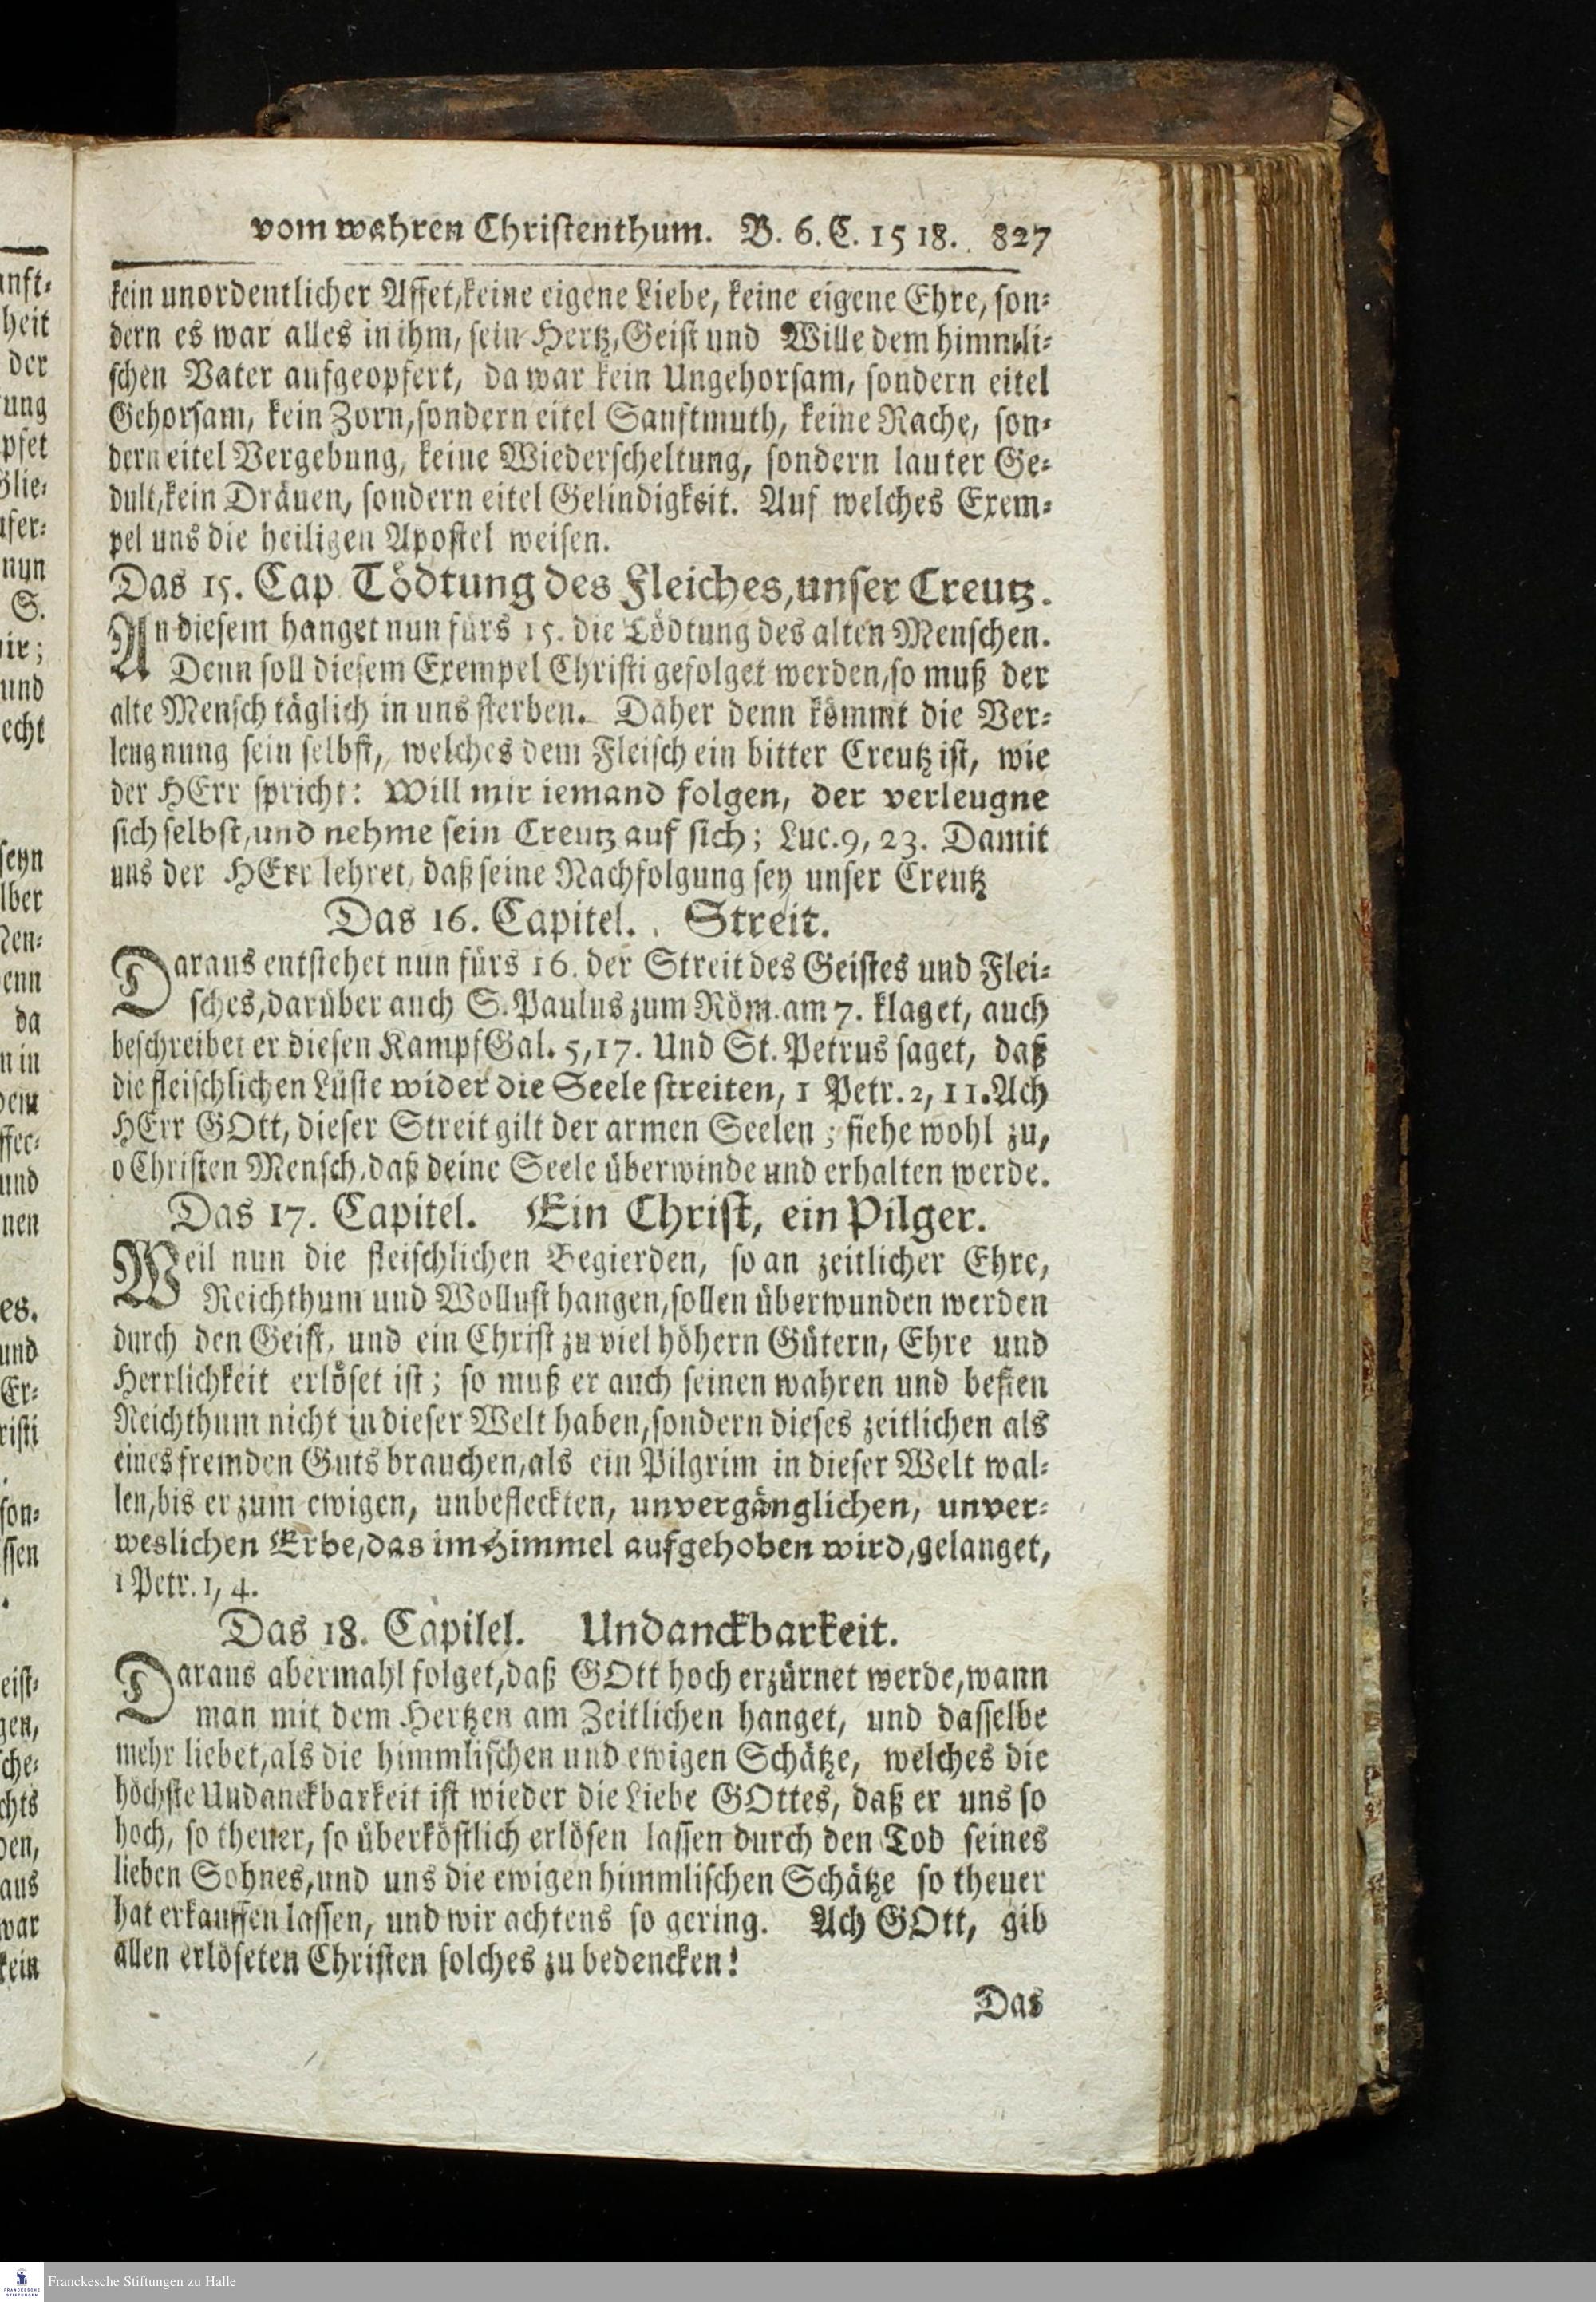 vom wahren Christenthum. B. 6. C. 15 18. 827
kein unordentlicher Affet, keine eigene Liebe, keine eigene Ehre, son-
dern es war alles in ihm, sein Hertz, Geist und Wille dem himmli-
schen Vater aufgeopfert, da war kein Ungehorsam, sondern eitel
Gehorsam, kein Zorn, sondern eitel Sanftmuth, keine Rache, son-
dern eitel Vergebung, keine Wiederscheltung, sondern lauter Ge-
dult, kein Dräuen, sondern eitel Gelindigkeit. Auf welches Exem-
pel uns die heiligen Apostel weisen.
Das 15. Cap Tödtung des Fleiches, unser Creutz.
An diesem hanget nun fürs 15. die Tödtung des alten Menschen.
Denn soll diesem Exempel Christi gefolget werden, so muß der
alte Mensch täglich in uns sterben. Daher denn kömmt die Ver-
leugnung sein selbst, welches dem Fleisch ein bitter Creutz ist, wie
der HErr spricht: Will mir iemand folgen, der verleugne
sich selbst, und nehme sein Creutz auf sich; Luc. 9, 23. Damit
uns der HErr lehret, daß seine Nachfolgung sey unser Creutz
Das 16. Capitel. Streit.
Daraus entstehet nun fürs 16. der Streit des Geistes und Flei-
sches, darüber auch S. Paulus zum Röm. am 7. klaget, auch
beschreibet er diesen Kampf Gal. 5, 17. Und St. Petrus saget, daß
die fleischlichen Lüste wider die Seele streiten, 1 Petr. 2, 11. Ach
HErr GOtt, dieser Streit gilt der armen Seelen; siehe wohl zu,
o Christen Mensch, daß deine Seele überwinde und erhalten werde.
Das 17. Capitel. Ein Christ, ein Pilger.
Weil nun die fleischlichen Begierden, so an zeitlicher Ehre,
Reichthum und Wollust hangen, sollen überwunden werden
durch den Geist, und ein Christ zu viel höhern Gütern, Ehre und
Herrlichkeit erlöset ist; so muß er auch seinen wahren und besten
Reichthum nicht in dieser Welt haben, sondern dieses zeitlichen als
eines fremden Guts brauchen, als ein Pilgrim in dieser Welt wal-
len, bis er zum ewigen, unbefleckten, unvergänglichen, unver-
weslichen Erbe, das im Himmel aufgehoben wird, gelanget,
1 Petr. 1, 4.
Das 18. Capilel. Undanckbarkeit.
Daraus abermahl folget, daß GOtt hoch erzürnet werde, wann
man mit dem Hertzen am Zeitlichen hanget, und dasselbe
mehr liebet, als die himmlischen und ewigen Schätze, welches die
höchste Undanckbarkeit ist wieder die Liebe GOttes, daß er uns so
hoch, so theuer, so überköstlich erlösen lassen durch den Tod seines
lieben Sohnes, und uns die ewigen himmlischen Schätze so theuer
hat erkauffen lassen, und wir achtens so gering. Ach GOtt, gib
allen erlöseten Christen solches zu bedencken!
Das
Franckesche Stiftungen zu Halle